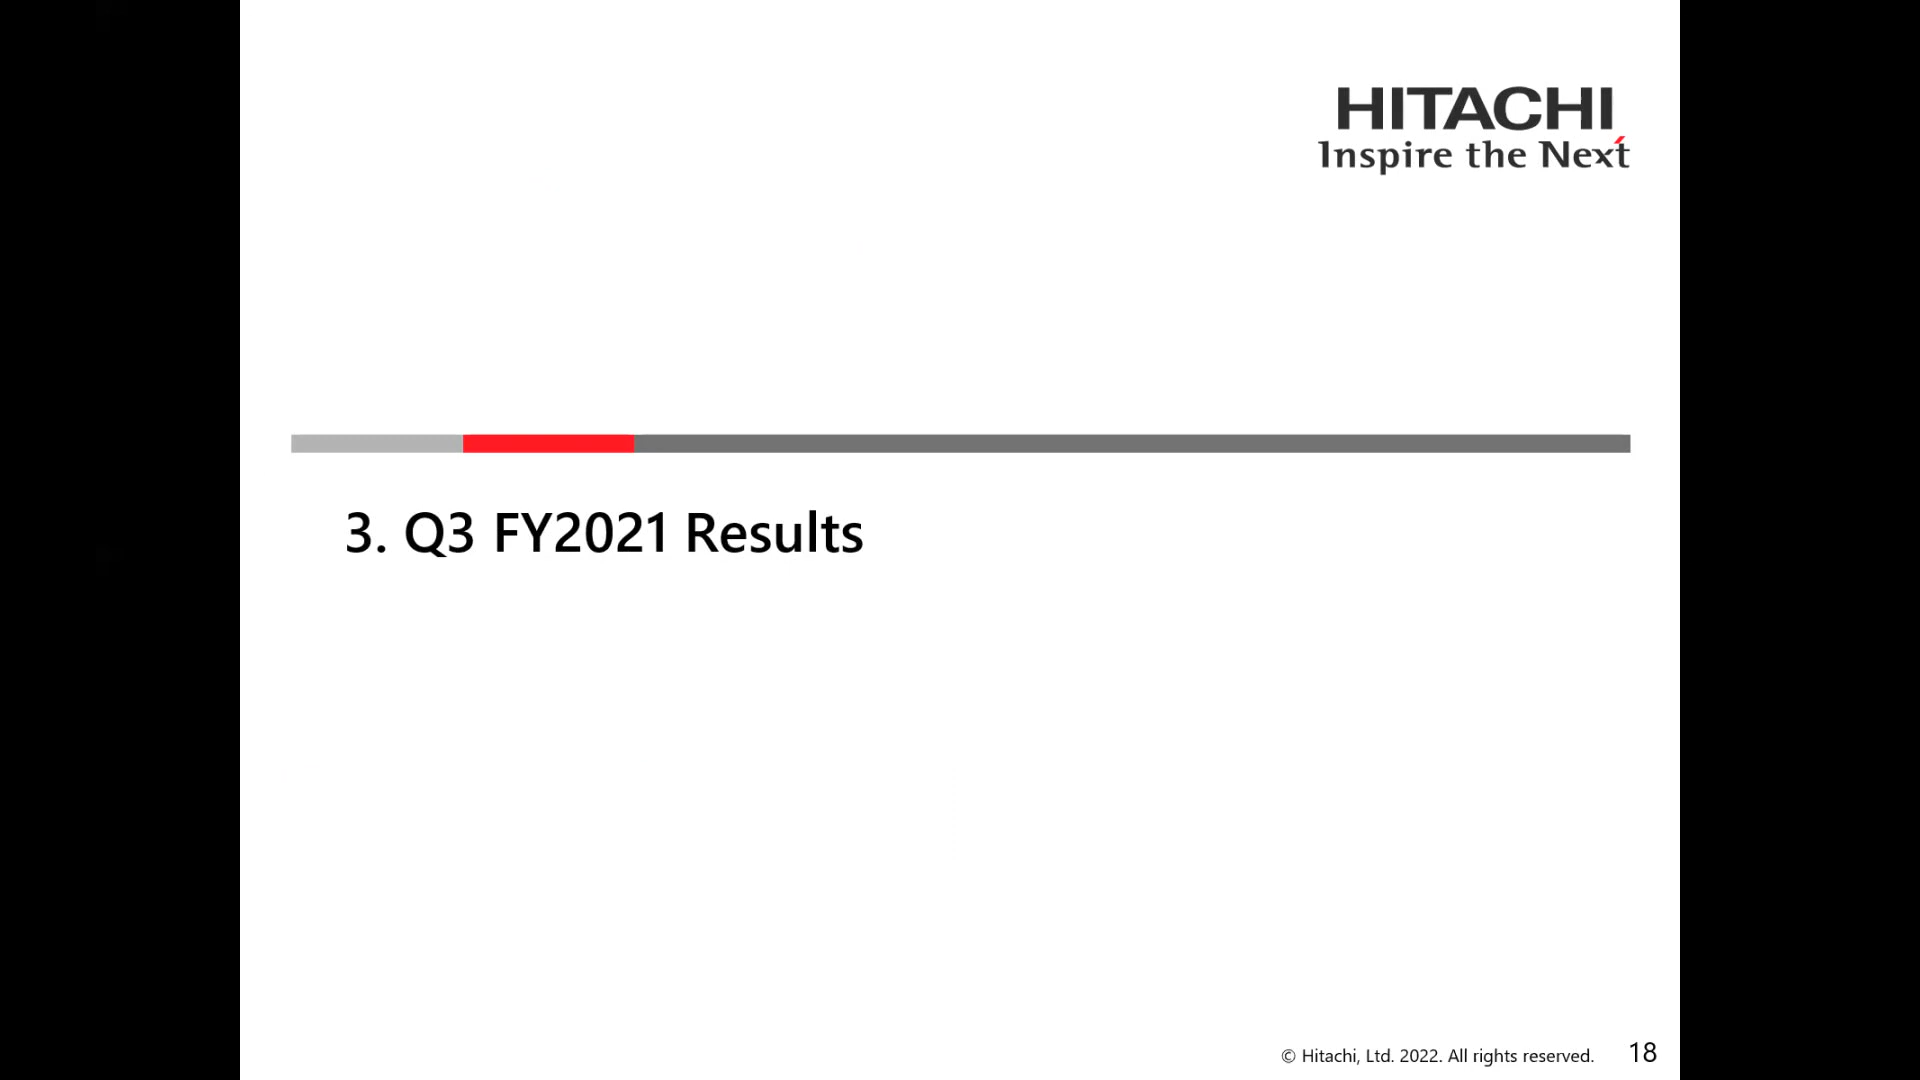 HITACHI
Inspire the Next
3. Q3 FY2021 Results
© Hitachi, Ltd. 2022. All rights reserved. 18